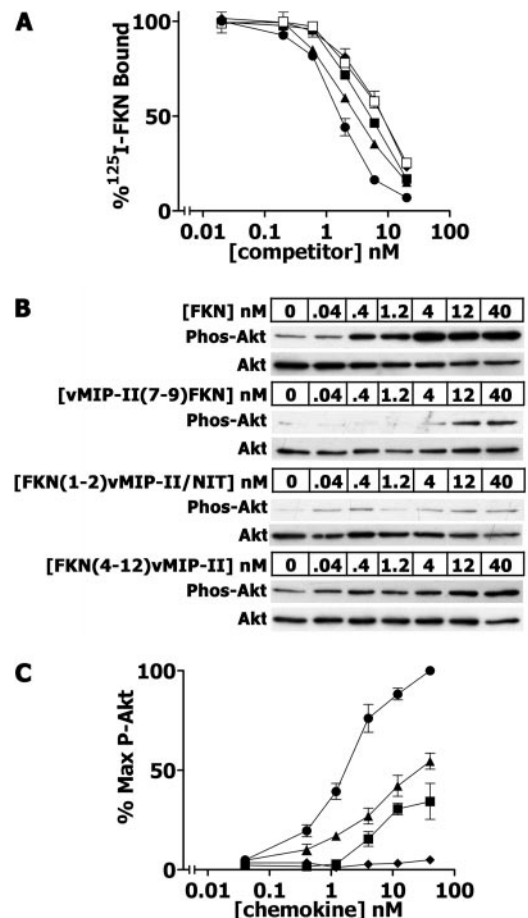 A
%¹²⁵I-FKN Bound
100
50
0
0.01 0.1 1 10 100
[competitor] nM
B
[FKN] nM 0 .04 .4 1.2 4 12 40
Phos-Akt
Akt
[vMIP-II(7-9)FKN] nM 0 .04 .4 1.2 4 12 40
Phos-Akt
Akt
[FKN(1-2)vMIP-II/NIT] nM 0 .04 .4 1.2 4 12 40
Phos-Akt
Akt
[FKN(4-12)vMIP-II] nM 0 .04 .4 1.2 4 12 40
Phos-Akt
Akt
C
% Max P-Akt
100
50
0
0.01 0.1 1 10 100
[chemokine] nM